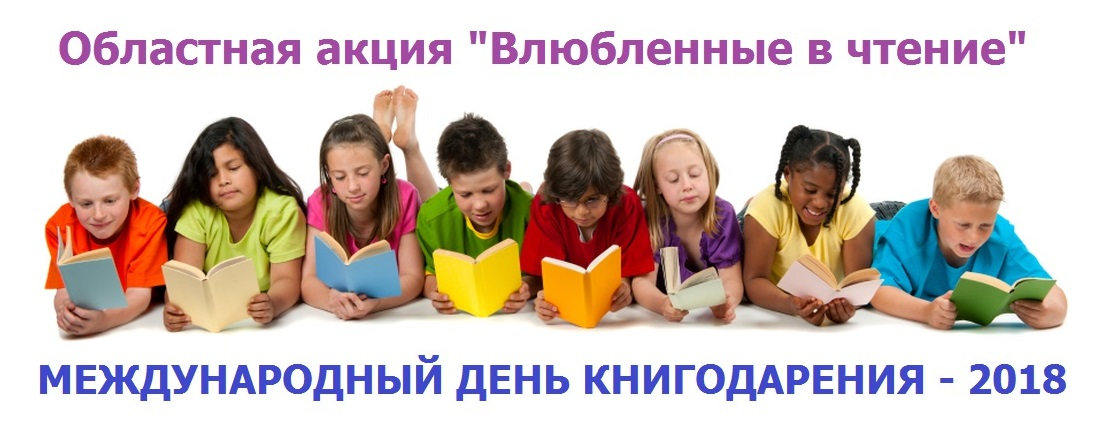 Областная акция "Влюбленные в чтение"
МЕЖДУНАРОДНЫЙ ДЕНЬ КНИГОДАРЕНИЯ - 2018